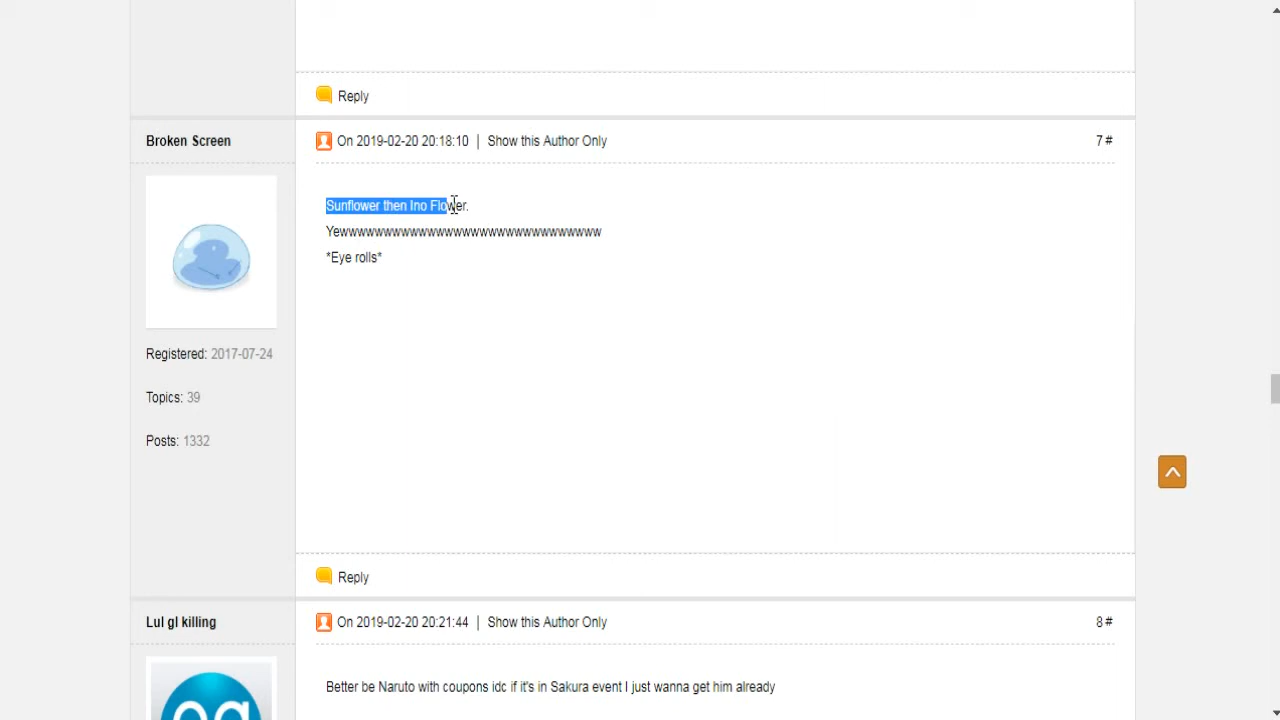 Reply
Broken Screen
On 2019-02-20 20:18:10 | Show this Author Only
7 #
Sunflower then Ino Flower.
Yewwwwwwwwwwwwwwwwwwwwwwwwwwwwww
*Eye rolls*
Registered: 2017-07-24
Topics: 39
Posts: 1332
Reply
Lul gl killing
On 2019-02-20 20:21:44 | Show this Author Only
8 #
Better be Naruto with coupons idc if it's in Sakura event I just wanna get him already